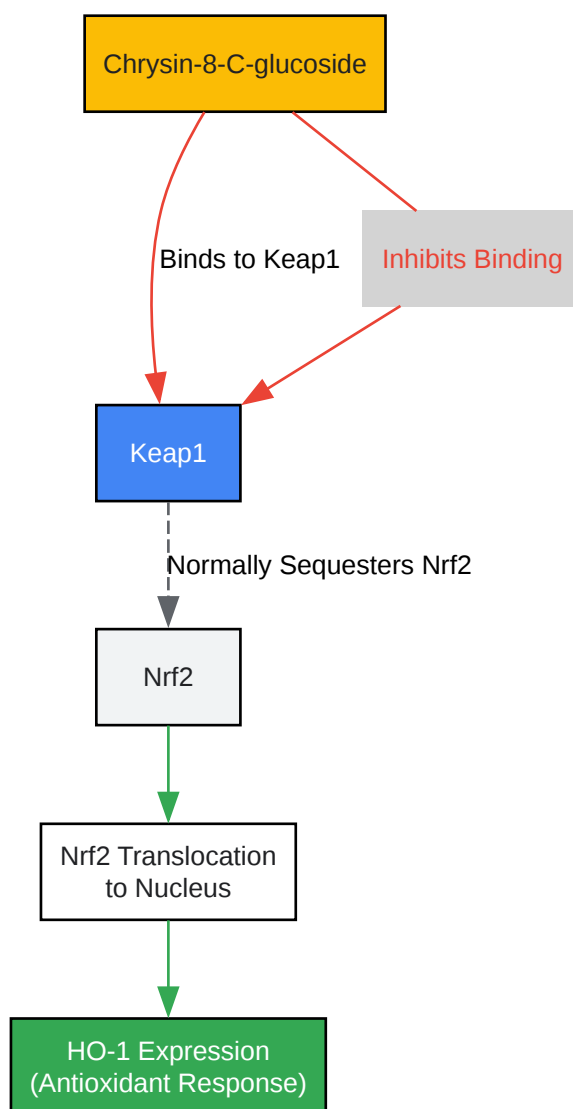 Chrysin-8-C-glucoside
Binds to Keap1
Inhibits Binding
Keap1
Normally Sequesters Nrf2
Nrf2
Nrf2 Translocation
to Nucleus
HO-1 Expression
(Antioxidant Response)